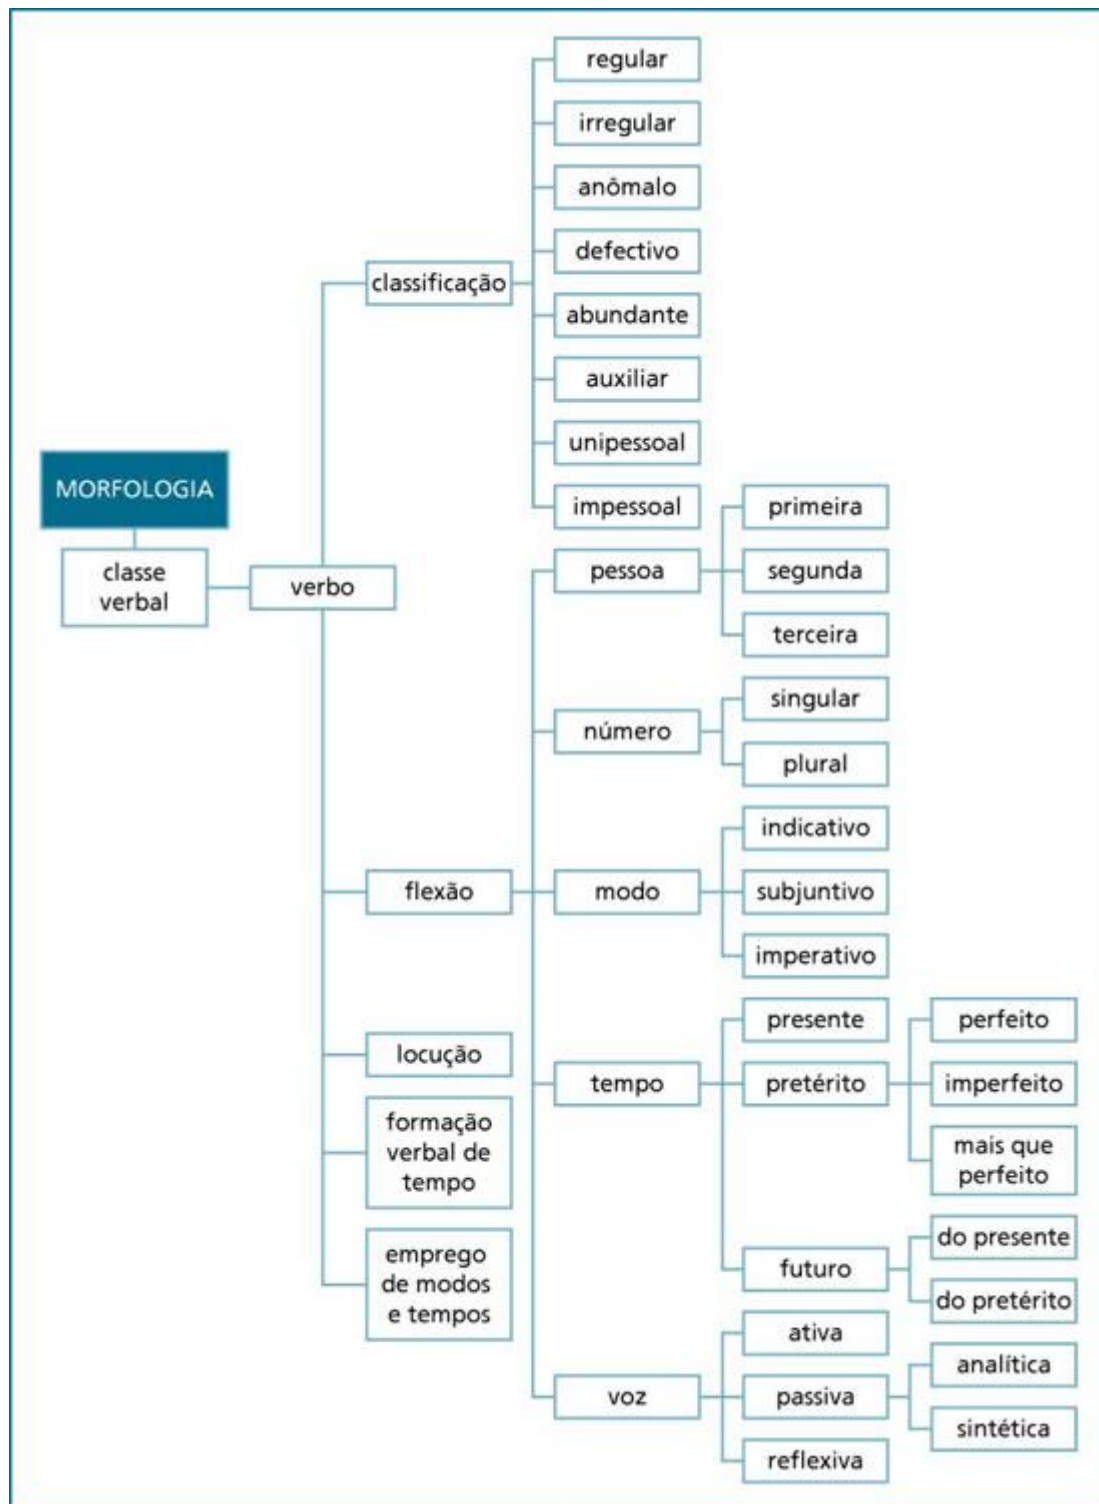 regular
irregular
anômalo
defectivo
classificação
abundante
auxiliar
unipessoal
MORFOLOGIA
impessoal
primeira
classe
verbal
verbo
pessoa
segunda
terceira
singular
número
plural
indicativo
flexão
modo
subjuntivo
imperativo
presente
perfeito
locução
tempo
pretérito
imperfeito
formação
verbal de
tempo
mais que
perfeito
emprego
de modos
e tempos
futuro
do presente
do pretérito
ativa
voz
passiva
analítica
sintética
reflexiva